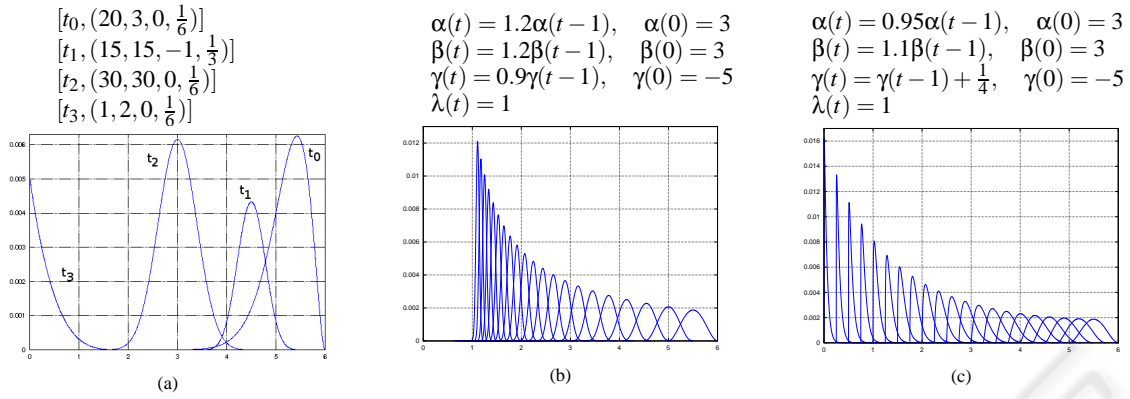 [t₀, (20, 3, 0, 1/6)]
[t₁, (15, 15, −1, 1/3)]
[t₂, (30, 30, 0, 1/6)]
[t₃, (1, 2, 0, 1/6)]
0.006
0.005
0.004
0.003
0.002
0.001
0
t₃
t₂
t₁
t₀
0 1 2 3 4 5 6
(a)
α(t) = 1.2α(t − 1), α(0) = 3
β(t) = 1.2β(t − 1), β(0) = 3
γ(t) = 0.9γ(t − 1), γ(0) = −5
λ(t) = 1
0.012
0.01
0.008
0.006
0.004
0.002
0
0 1 2 3 4 5 6
(b)
α(t) = 0.95α(t − 1), α(0) = 3
β(t) = 1.1β(t − 1), β(0) = 3
γ(t) = γ(t − 1) + 1/4, γ(0) = −5
λ(t) = 1
0.016
0.014
0.012
0.01
0.008
0.006
0.004
0.002
0
0 1 2 3 4 5 6
(c)